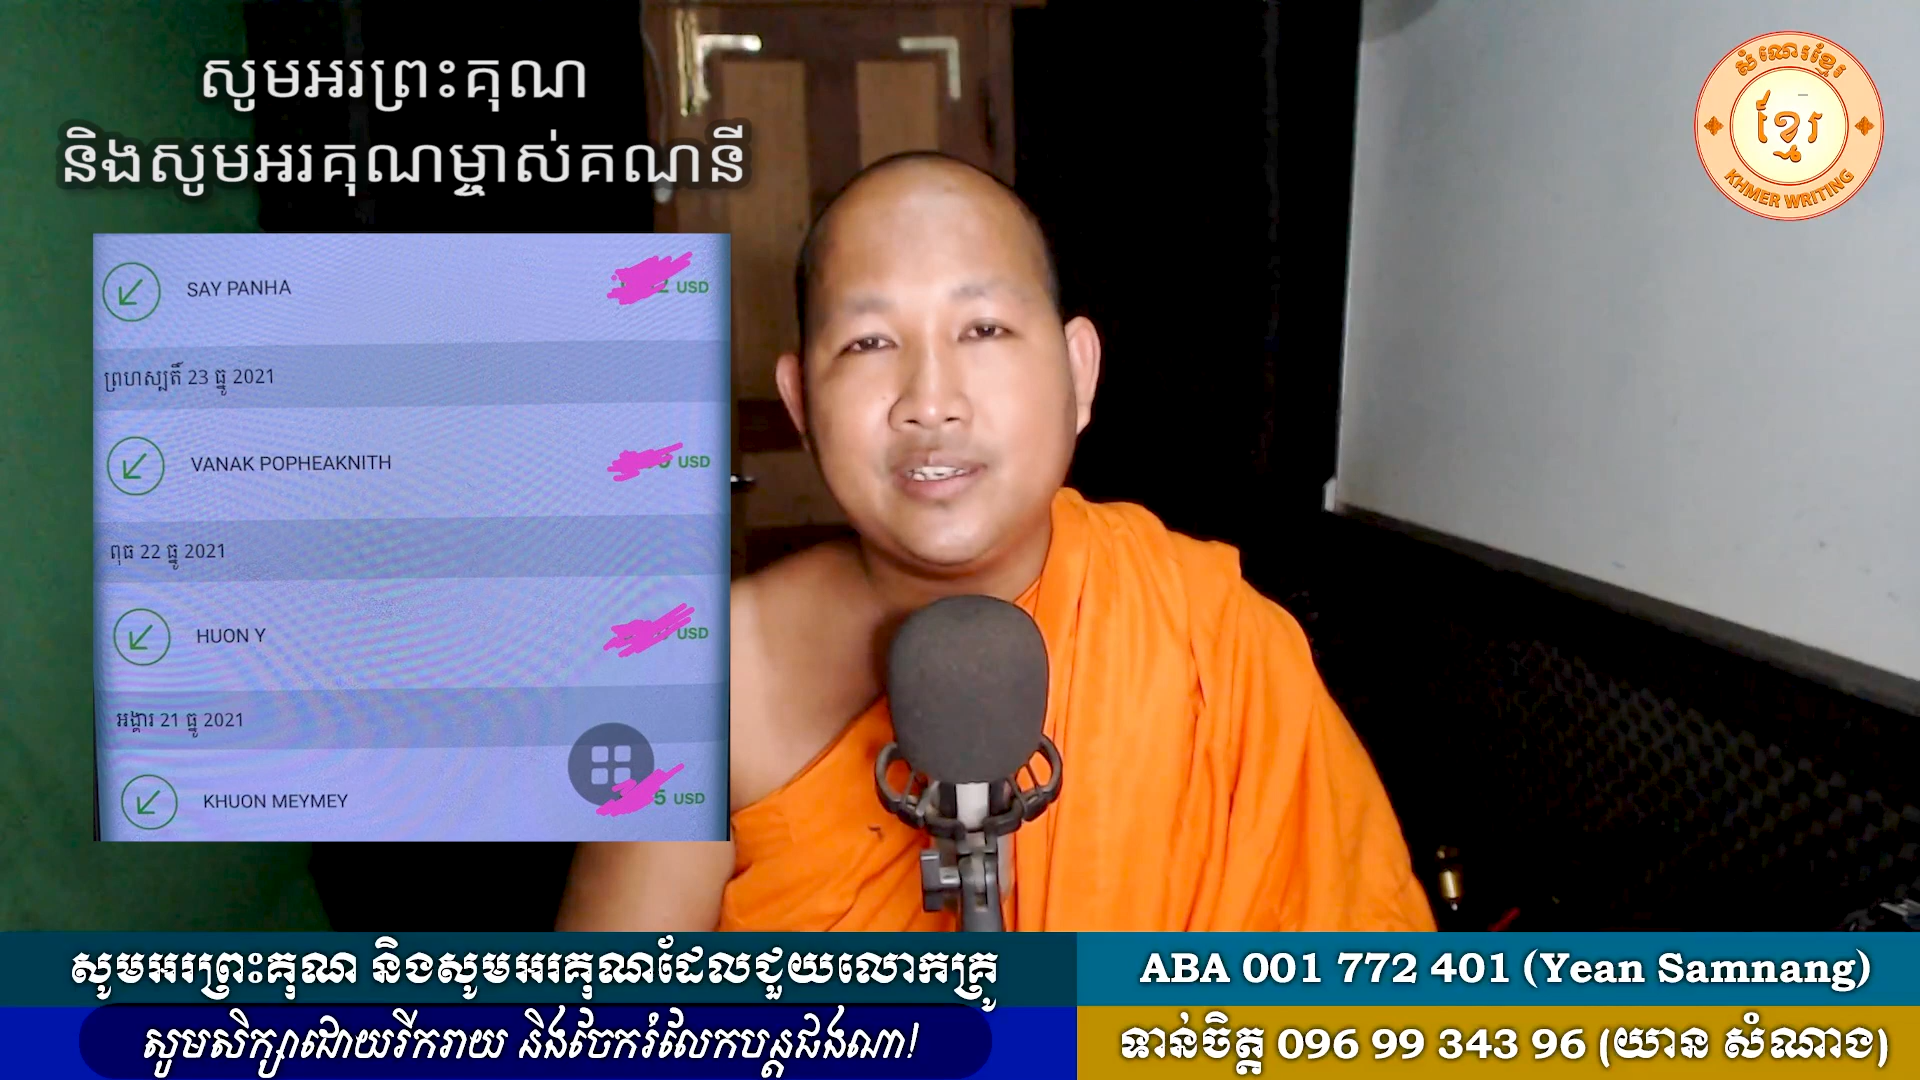 សូមអរព្រះគុណ
និងសូមអរគុណម្ចាស់គណនី
SAY PANHA
USD
ព្រហស្បតិ៍ 23 ធ្នូ 2021
VANAK POPHEAKNITH
USD
ពុធ 22 ធ្នូ 2021
HUON Y
USD
អង្គារ 21 ធ្នូ 2021
KHUON MEYMEY
5 USD
សំណេរខ្មែរ
ខ្មែរ
KHMER WRITING
សូមអរព្រះគុណ និងសូមអរគុណដែលជួយលោកគ្រូ
ABA 001 772 401 (Yean Samnang)
សូមសិក្សាដោយរីករាយ និងចែករំលែកបន្តផងណា!
ទាន់ចិត្ត 096 99 343 96 (យាន សំណាង)